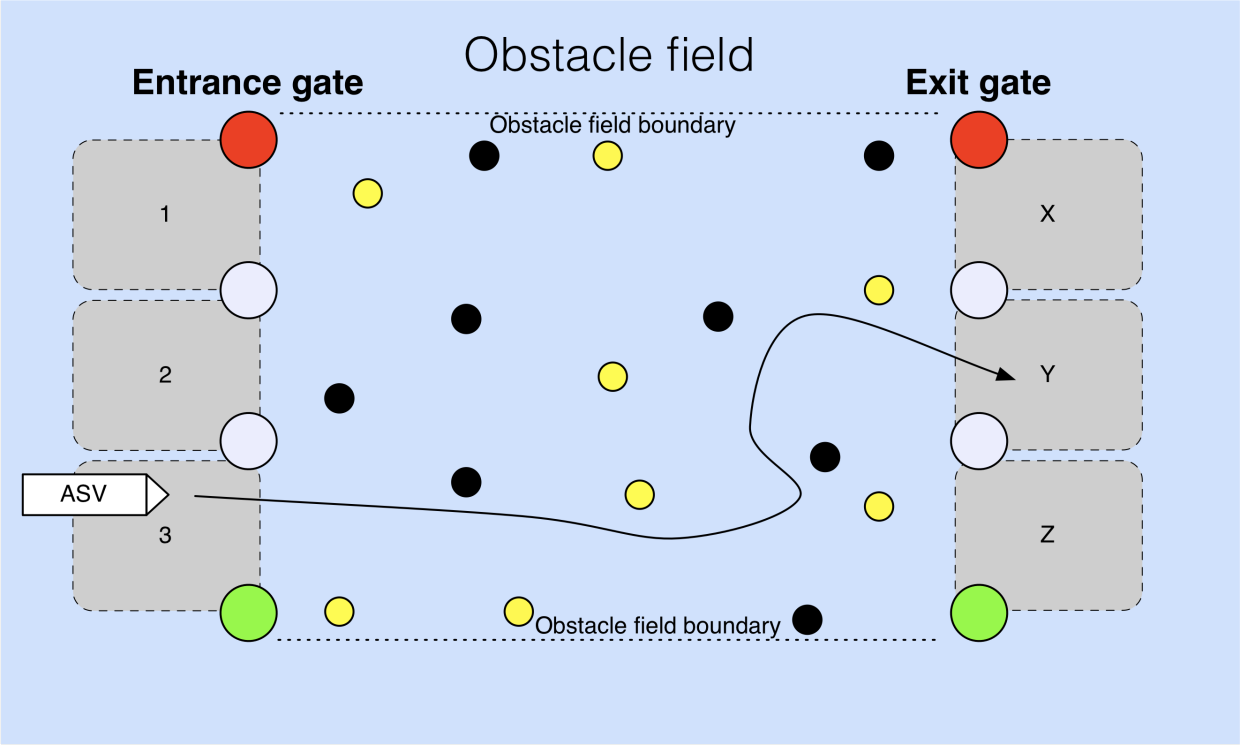 Obstacle field
Entrance gate
Exit gate
Obstacle field boundary
1
X
2
Y
ASV
3
Z
Obstacle field boundary